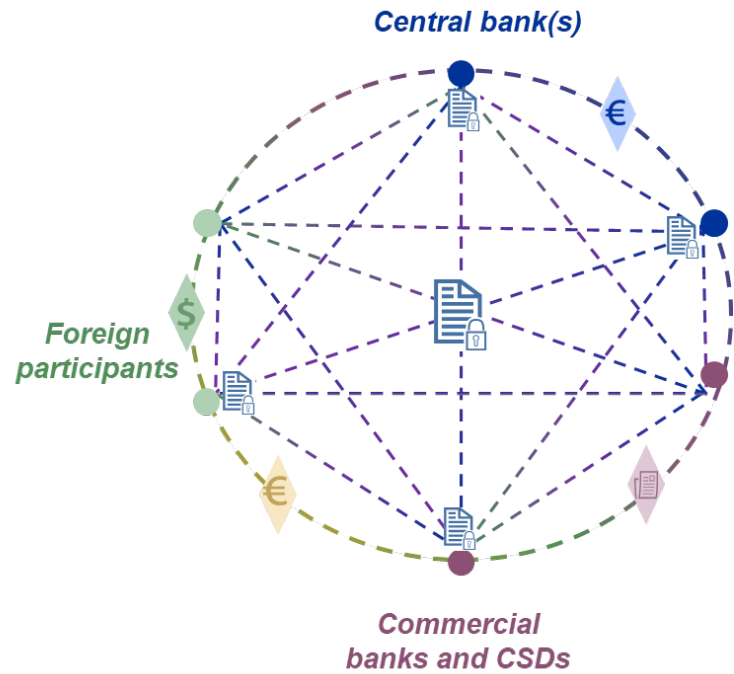 Central bank(s)
€
$
Foreign
participants
€
Commercial
banks and CSDs